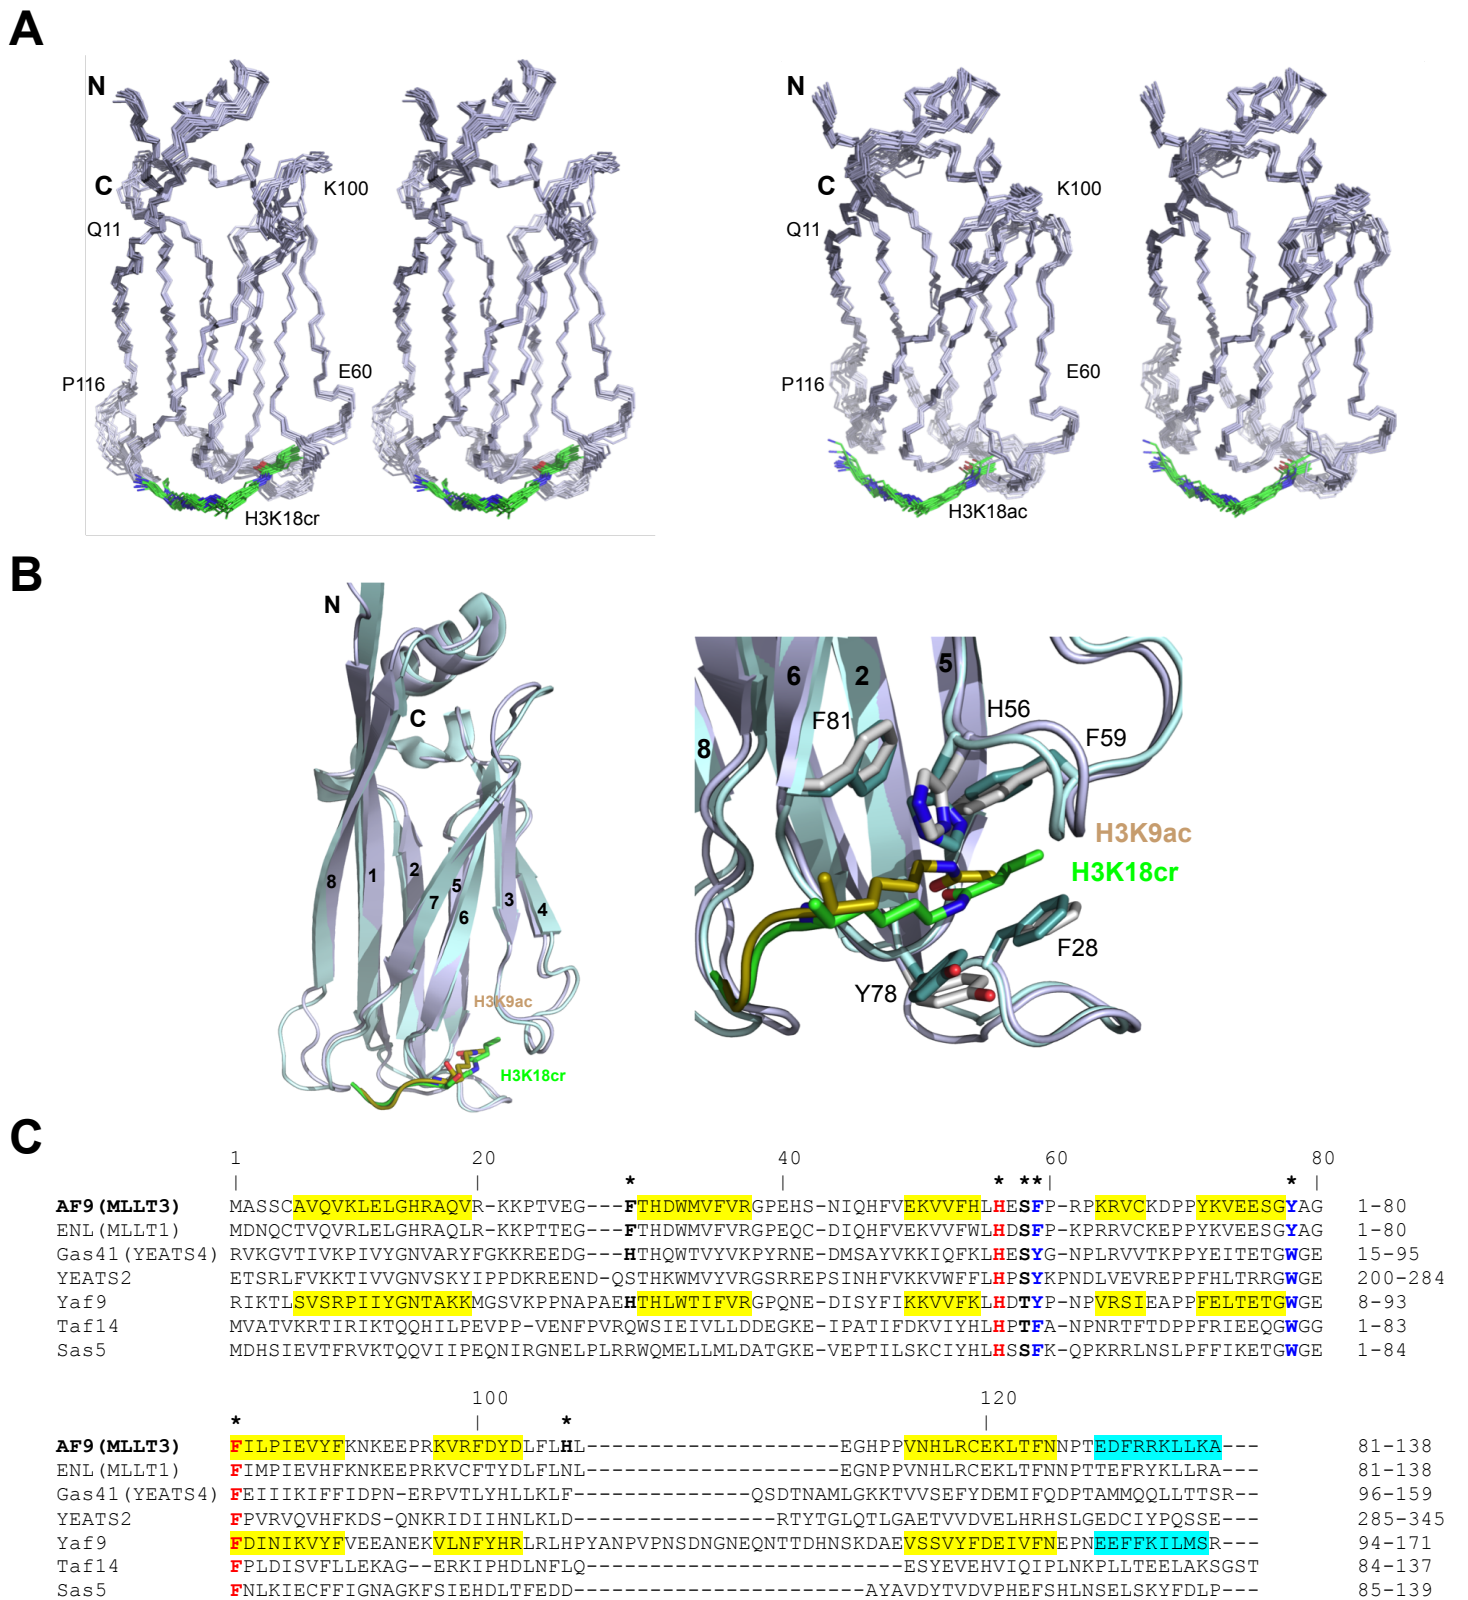 A
N
C
Q11
K100
P116
E60
H3K18cr
N
C
Q11
K100
P116
E60
H3K18ac
B
N
C
8
1
2
7
5
6
3
4
H3K9ac
H3K18cr
6
2
5
8
F81
H56
F59
H3K9ac
H3K18cr
F28
Y78
C
1 20 40 60 80
| | | | |
* * ** *
AF9(MLLT3) MASSCAVQVKLELGHRAQVR-KKPTVEG---FTHDWMVFVRGPEHS-NIQHFVEKVVFHLHESFP-RPKRVCKDPPYKVEESGYAG 1-80
ENL(MLLT1) MDNQCTVQVRLELGHRAQLR-KKPTTEG---FTHDWMVFVRGPEQC-DIQHFVEKVVFWLHDSFP-KPRRVCKEPPYKVEESGYAG 1-80
Gas41(YEATS4) RVKGVTIVKPIVYGNVARYFGKKREEDG---HTHQWTVYVKPYRNE-DMSAYVKKIQFKLHESYG-NPLRVVTKPPYEITETGWGE 15-95
YEATS2 ETSRLFVKKTIVVGNVSKYIPPDKREEND-QSTHKWMVYVRGSRREPSINHFVKKVWFFLHPSYKPNDLVEVREPPFHLTRRGWGE 200-284
Yaf9 RIKTLSVSRPIIYGNTAKKMGSVKPPNAPAEHTHLWTIFVRGPQNE-DISYFIKKVVFKLHDTYP-NPVRSIEAPPFELTETGWGE 8-93
Taf14 MVATVKRTIRIKTQQHILPEVPP-VENFPVRQWSIEIVLLDDEGKE-IPATIFDKVIYHLHPTFA-NPNRTFTDPPFRIEEQGWGG 1-83
Sas5 MDHSIEVTFRVKTQQVIIPEQNIRGNELPLRRWQMELLMLDATGKE-VEPTILSKCIYHLHSSFK-QPKRRLNSLPFFIKETGWGE 1-84
100 120
* | * |
AF9(MLLT3) FILPIEVYFKNKEEPRKVRFDYDLFLHL-----------------EGHPPVNHLRCEKLTFNNPTEDFRRKLLKA--- 81-138
ENL(MLLT1) FIMPIEVHFKNKEEPRKVCFTYDLFLNL-----------------EGNPPVNHLRCEKLTFNNPTTEFRYKLLRA--- 81-138
Gas41(YEATS4) FEIIIKIFFIDPN-ERPVTLYHLLKLF------------QSDTNAMLGKKTVVSEFYDEMIFQDPTAMMQQLLTTSR-- 96-159
YEATS2 FPVRVQVHFKDS-QNKRIDIIHNLKLD-------------RTYTGLQTLGAETVVDVELHRHSLGEDCIYPQSSE--- 285-345
Yaf9 FDINIKVYFVEEANEKVLNFYHRLRLHPYANPVPNSDNGNEQNTTDHNSKDAEVSSVYFDEIVFNEPNEEFFKILMSR--- 94-171
Taf14 FPLDISVFLLEKAG--ERKIPHDLNFLQ-----------------ESYEVEHVIQIPLNKPLLTEELAKSGST 84-137
Sas5 FNLKIECFFIGNAGKFSIEHDLTFEDD-------------------AYAVDYTVDVPHEFSHLNSELSKYFDLP--- 85-139